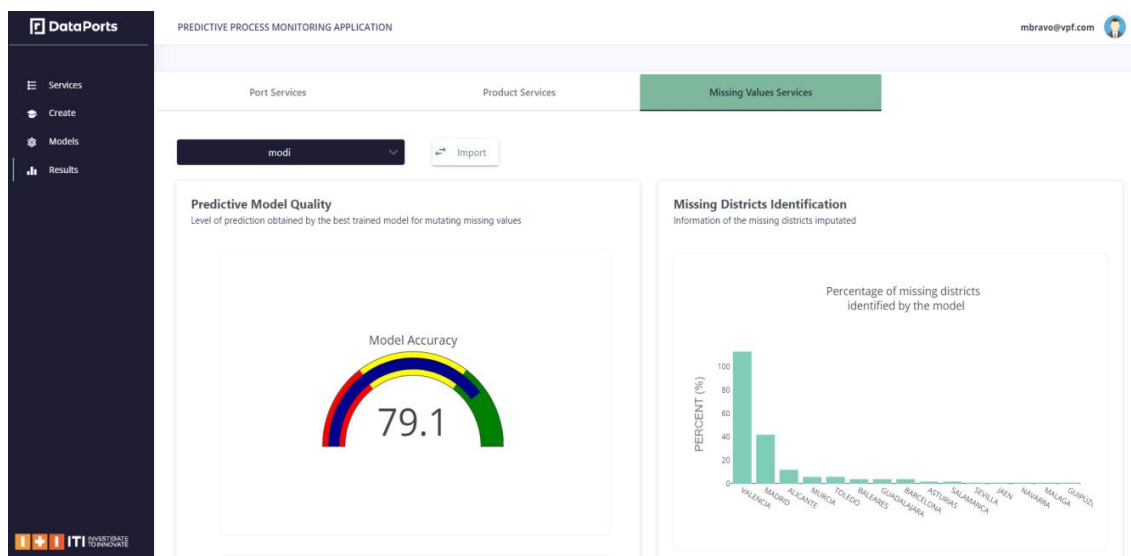 DataPorts
PREDICTIVE PROCESS MONITORING APPLICATION
mbravo@vpf.com
Services
Create
Models
Results
Port Services
Product Services
Missing Values Services
modi
Import
Predictive Model Quality
Level of prediction obtained by the best trained model for mutating missing values
Model Accuracy
79.1
Missing Districts Identification
Information of the missing districts imputated
Percentage of missing districts
identified by the model
PERCENT (%)
100
80
60
40
20
0
VALENCIA
MADRID
ALICANTE
MURCIA
TOLEDO
BALEARES
GUADALAJARA
BARCELONA
ASTURIAS
SALAMANCA
SEVILLA
JAEN
NAVARRA
MALAGA
GUIPUZC
ITI INVESTIGATE
TO INNOVATE